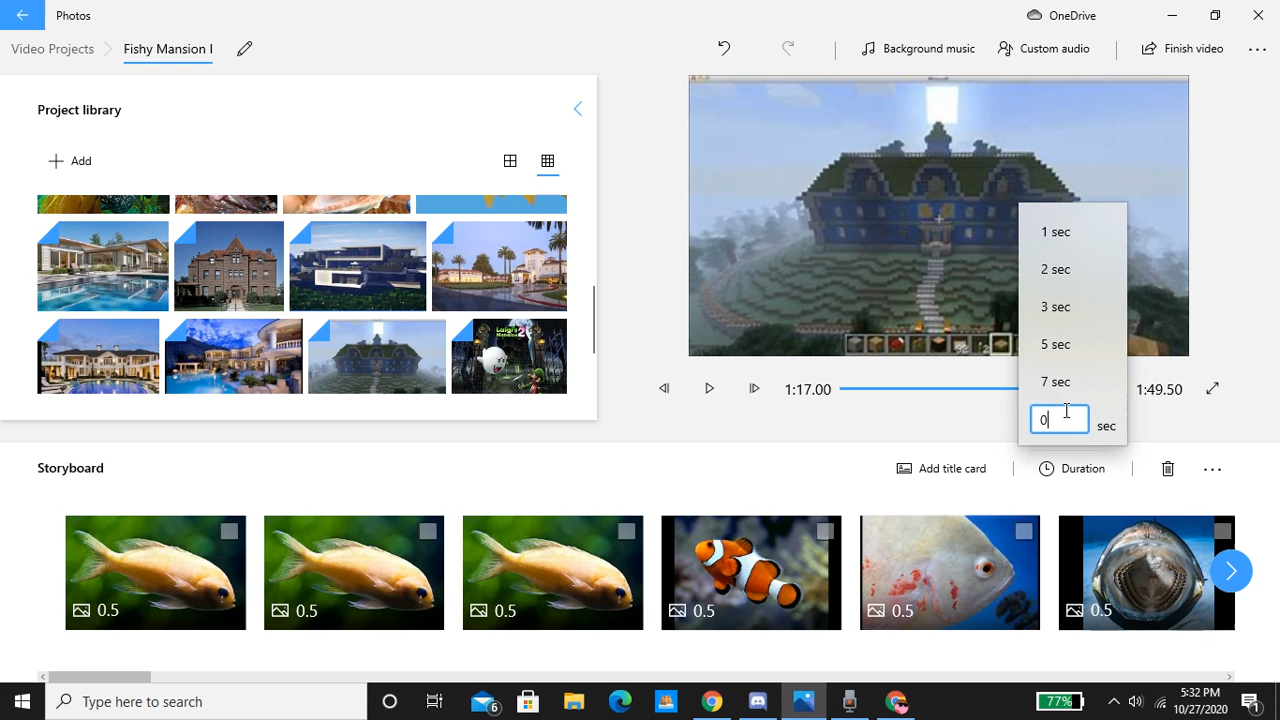 Photos
OneDrive
Video Projects
Fishy Mansion I
Background music
Custom audio
Finish video
Project library
Add
Luigi's Mansion 2
1 sec
2 sec
3 sec
5 sec
7 sec
0 sec
1:17.00
1:49.50
Storyboard
Add title card
Duration
0.5
0.5
0.5
0.5
0.5
0.5
Type here to search
6
77%
5:32 PM
10/27/2020
1